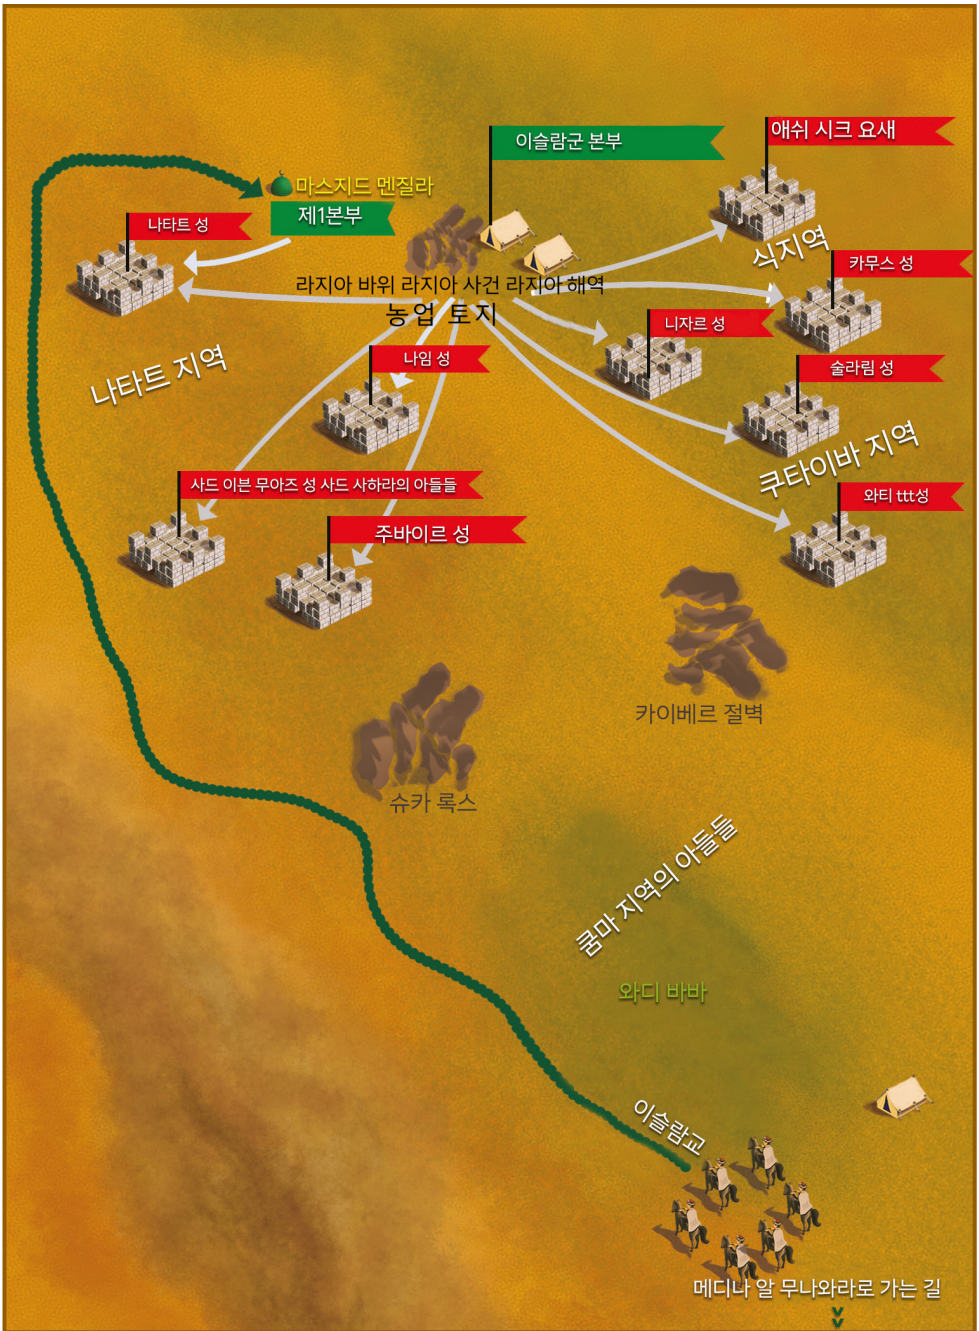 애쉬 시크 요새
이슬람군 본부
마스지드 멘질라
제1본부
나타트 성
식지역
카무스 성
라지아 바위 라지아 사건 라지아 해역
농업 토지
니자르 성
나임 성
술라림 성
나타트 지역
쿠타이바 지역
사드 이븐 무아즈 성 사드 사하라의 아들들
와티 ttt성
주바이르 성
카이베르 절벽
슈카 록스
쿰마 지역의 아들들
와디 바바
이슬람교
메디나 알 무나와라로 가는 길